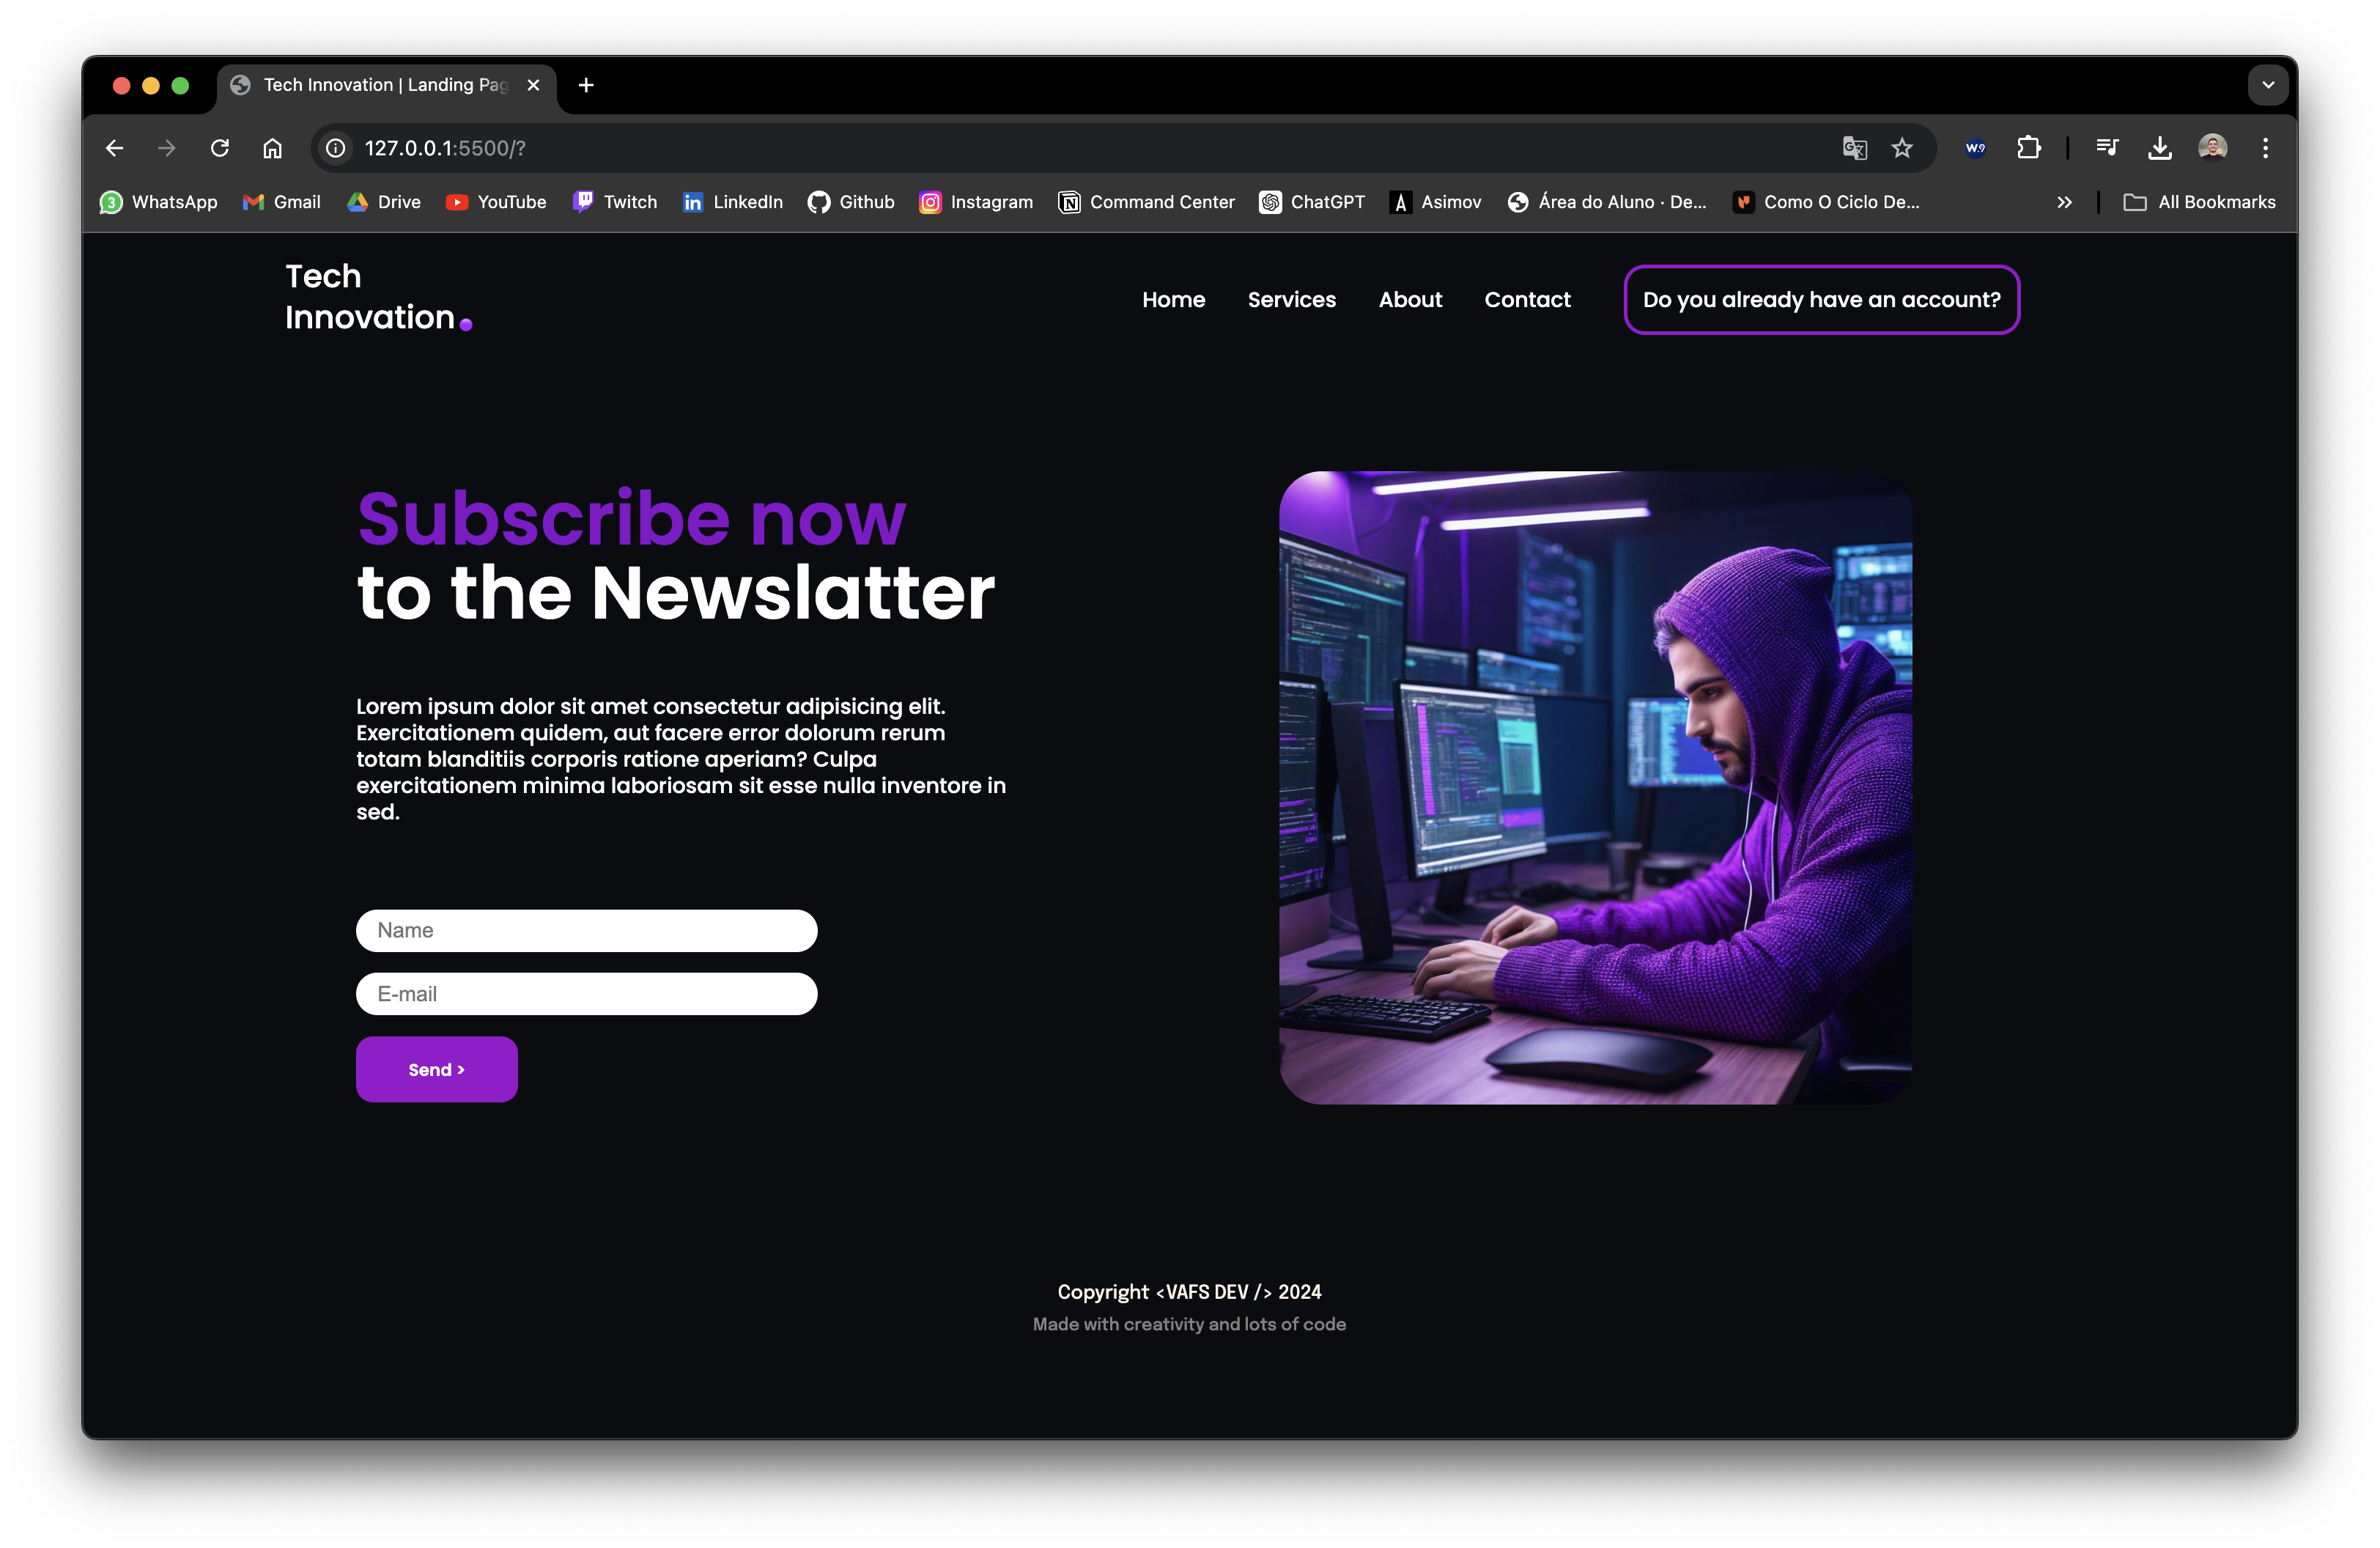 Tech Innovation | Landing Pag
127.0.0.1:5500/?
W.9
3 WhatsApp Gmail Drive YouTube Twitch in LinkedIn Github Instagram Command Center ChatGPT Asimov Área do Aluno · De... Como O Ciclo De... All Bookmarks
Tech
Innovation.
Home Services About Contact Do you already have an account?
Subscribe now
to the Newslatter
Lorem ipsum dolor sit amet consectetur adipisicing elit.
Exercitationem quidem, aut facere error dolorum rerum
totam blanditiis corporis ratione aperiam? Culpa
exercitationem minima laboriosam sit esse nulla inventore in
sed.
Name
E-mail
Send >
Copyright <VAFS DEV /> 2024
Made with creativity and lots of code